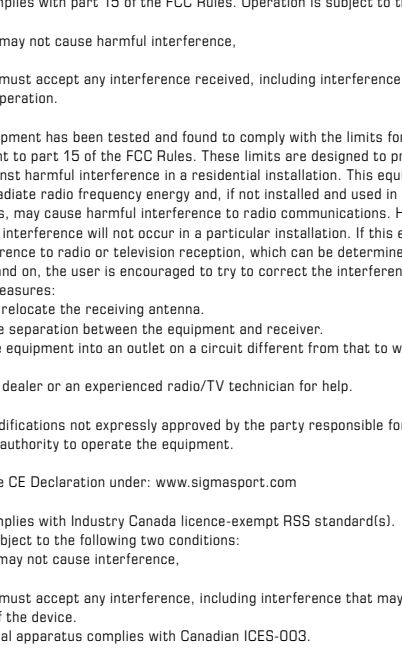 mplies with part 15 of the FCC Rules. Operation is subject to t
may not cause harmful interference,
must accept any interference received, including interference
peration.
ipment has been tested and found to comply with the limits for
nt to part 15 of the FCC Rules. These limits are designed to pr
nst harmful interference in a residential installation. This equi
adiate radio frequency energy and, if not installed and used in
s, may cause harmful interference to radio communications. H
interference will not occur in a particular installation. If this e
rence to radio or television reception, which can be determine
and on, the user is encouraged to try to correct the interferen
easures:
relocate the receiving antenna.
e separation between the equipment and receiver.
e equipment into an outlet on a circuit different from that to w
dealer or an experienced radio/TV technician for help.
difications not expressly approved by the party responsible fo
authority to operate the equipment.
e CE Declaration under: www.sigmasport.com
mplies with Industry Canada licence-exempt RSS standard(s).
bject to the following two conditions:
may not cause interference,
must accept any interference, including interference that may
f the device.
al apparatus complies with Canadian ICES-003.